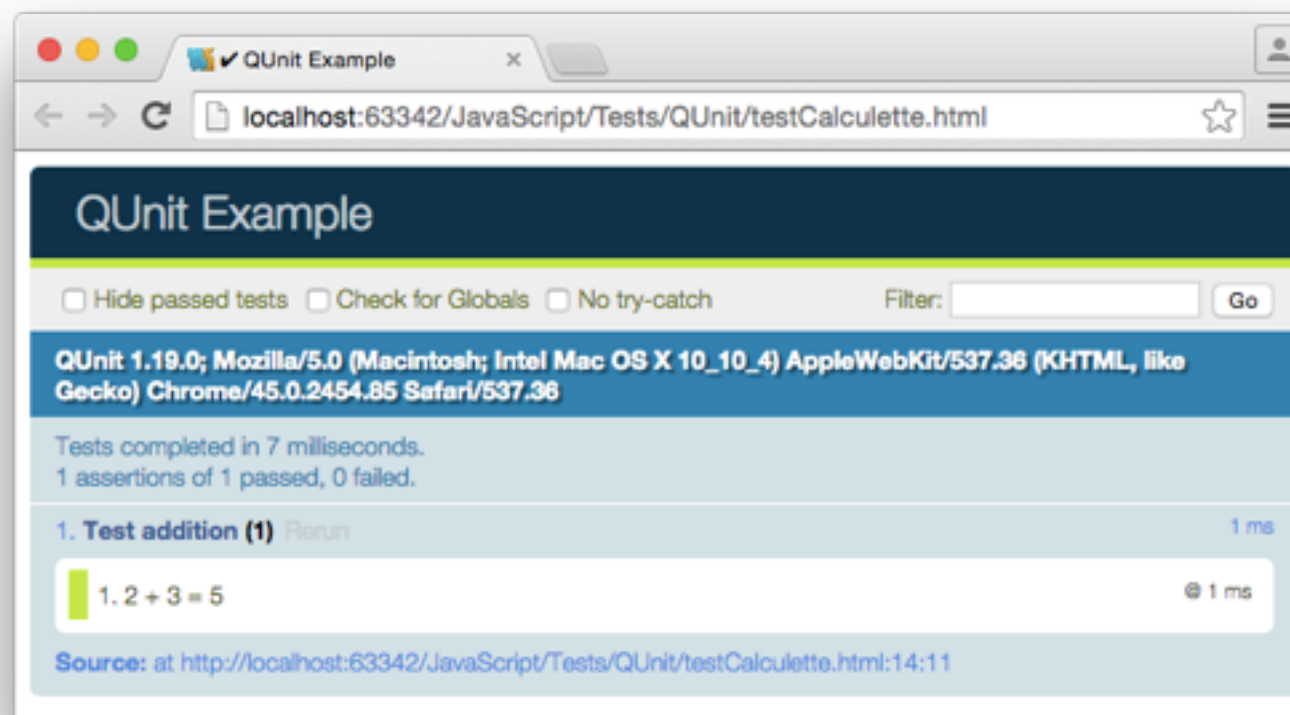 ✔ QUnit Example
localhost:63342/JavaScript/Tests/QUnit/testCalculette.html
QUnit Example
Hide passed tests Check for Globals No try-catch Filter: Go
QUnit 1.19.0; Mozilla/5.0 (Macintosh; Intel Mac OS X 10_10_4) AppleWebKit/537.36 (KHTML, like
Gecko) Chrome/45.0.2454.85 Safari/537.36
Tests completed in 7 milliseconds.
1 assertions of 1 passed, 0 failed.
1. Test addition (1) Rerun 1 ms
1. 2 + 3 = 5 @ 1 ms
Source: at http://localhost:63342/JavaScript/Tests/QUnit/testCalculette.html:14:11